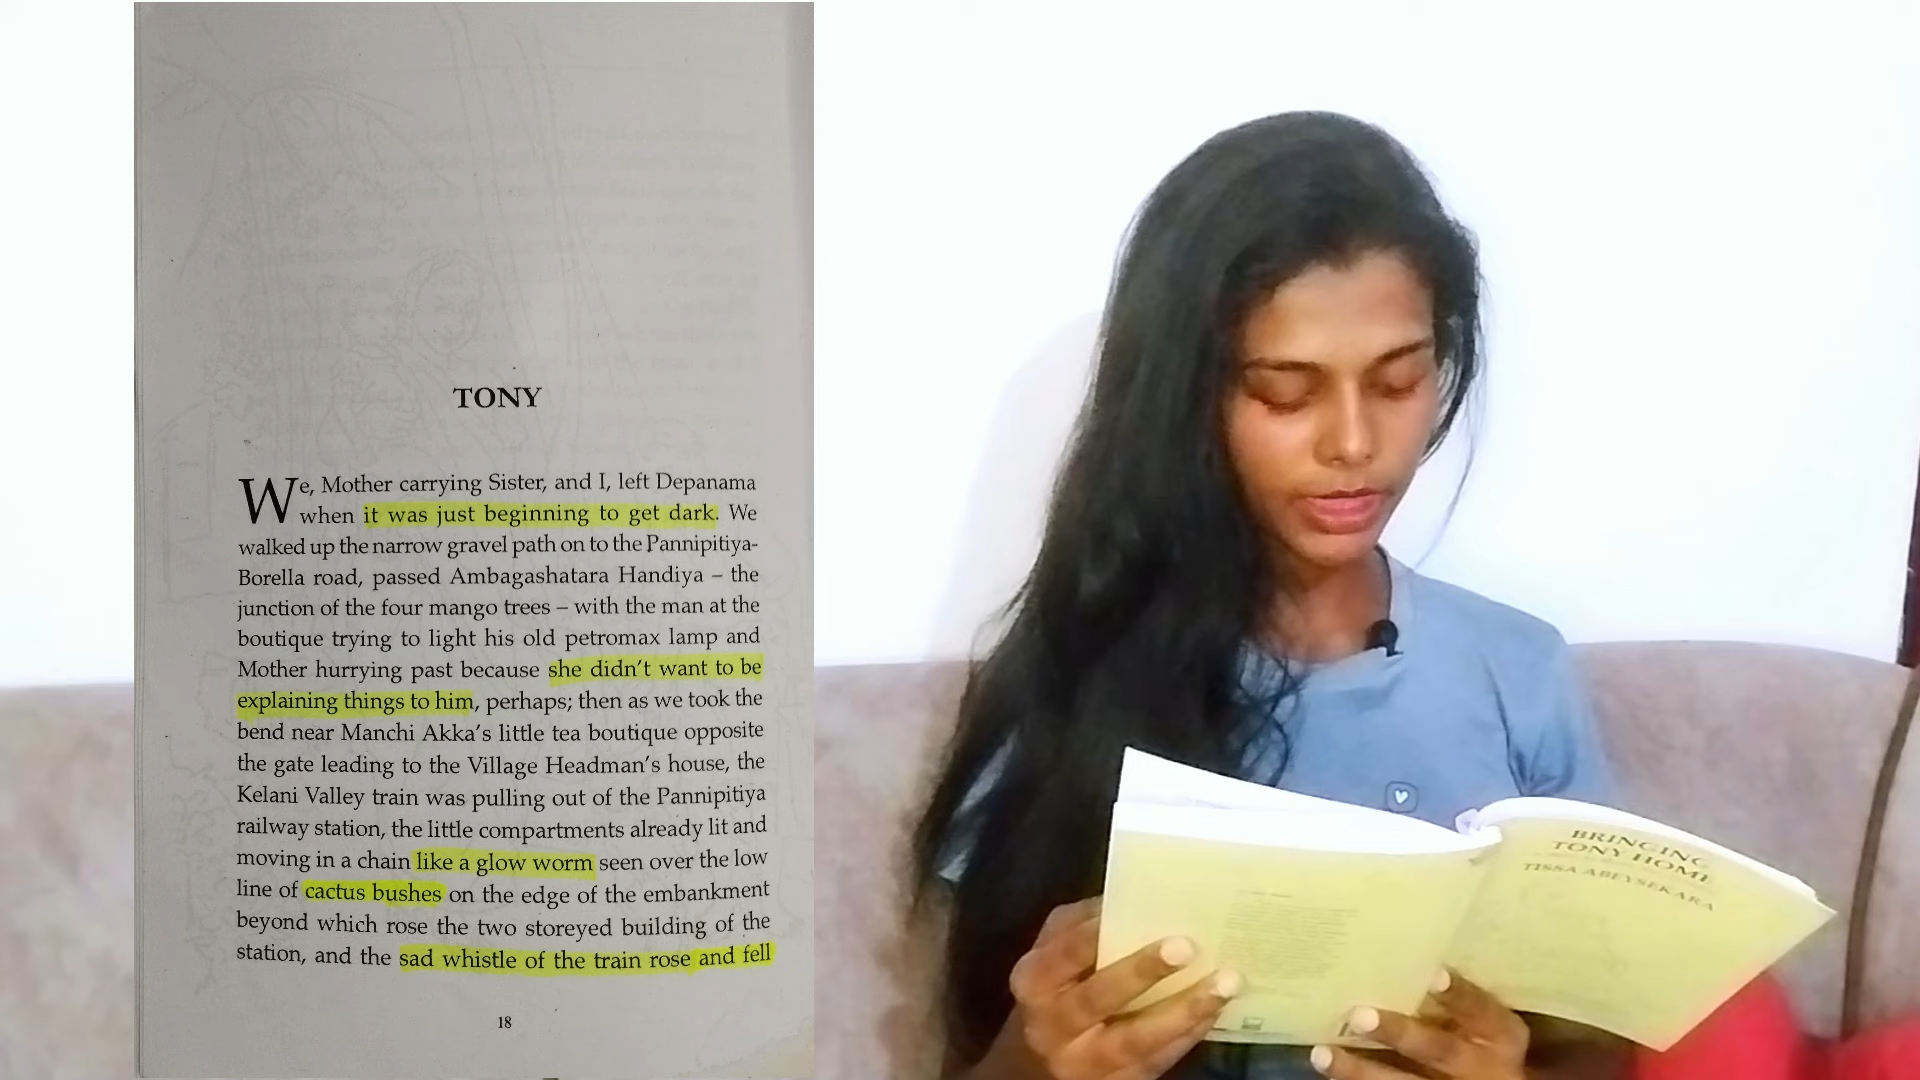 TONY
We, Mother carrying Sister, and I, left Depanama
when it was just beginning to get dark. We
walked up the narrow gravel path on to the Pannipitiya-
Borella road, passed Ambagashatara Handiya – the
junction of the four mango trees – with the man at the
boutique trying to light his old petromax lamp and
Mother hurrying past because she didn't want to be
explaining things to him, perhaps; then as we took the
bend near Manchi Akka's little tea boutique opposite
the gate leading to the Village Headman's house, the
Kelani Valley train was pulling out of the Pannipitiya
railway station, the little compartments already lit and
moving in a chain like a glow worm seen over the low
line of cactus bushes on the edge of the embankment
beyond which rose the two storeyed building of the
station, and the sad whistle of the train rose and fell
18
BRINGING
TONY HOME
TISSA ABEYSEKARA